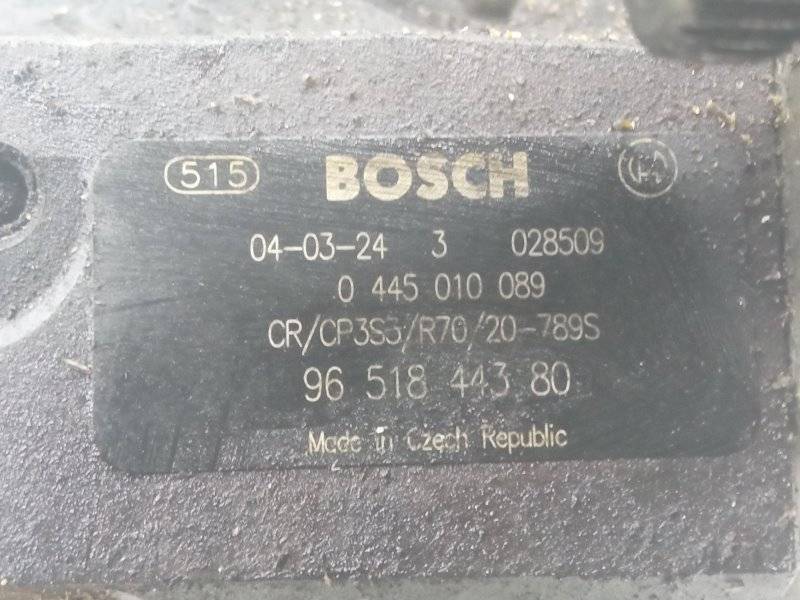 515 BOSCH
04-03-24 3 028509
0 445 010 089
CR/CP3S3/R70/20-789S
96 518 443 80
Made in Czech Republic